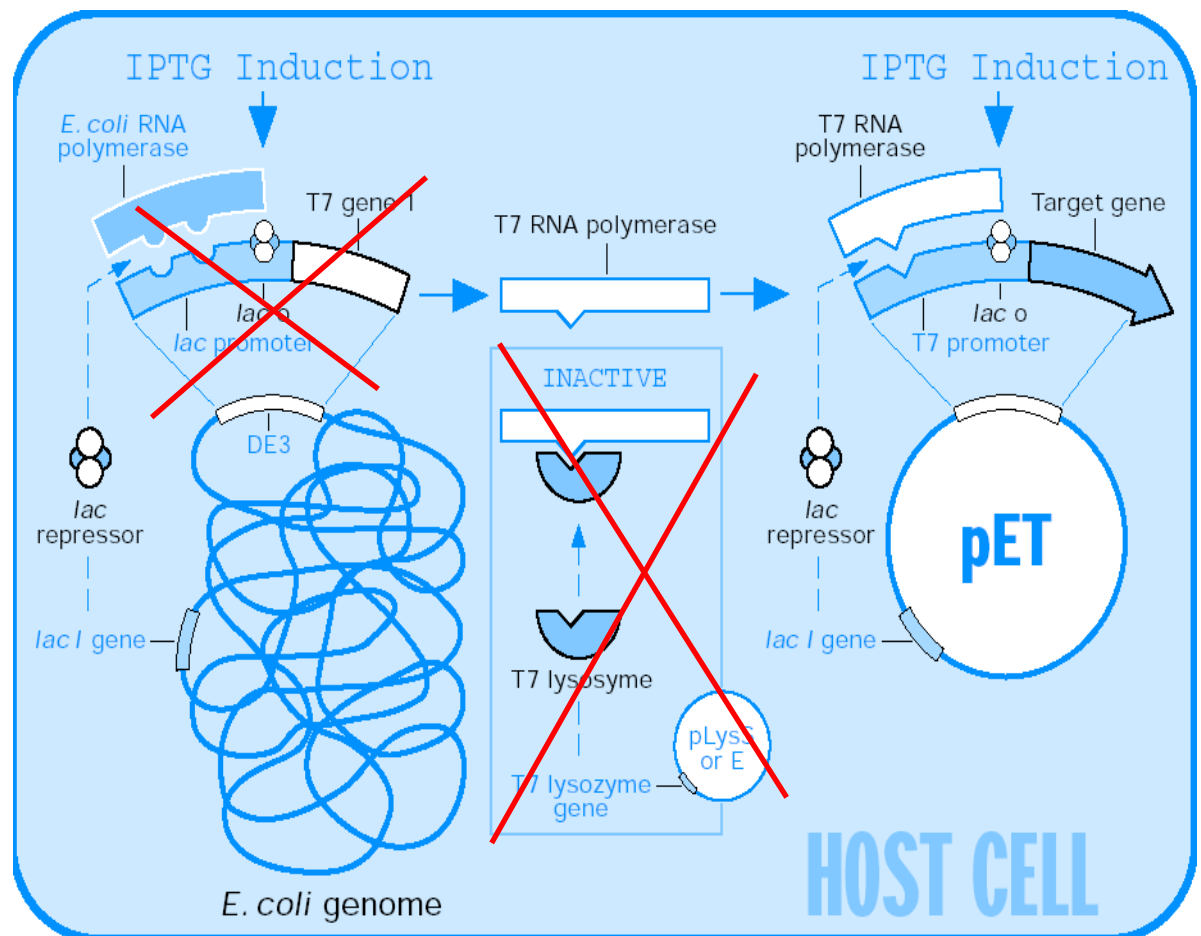 IPTG Induction
E. coli RNA
polymerase
T7 gene 1
lac o
lac promoter
DE3
lac
repressor
lac I gene
E. coli genome
T7 RNA polymerase
INACTIVE
T7 lysosyme
pLysS
or E
T7 lysozyme
gene
IPTG Induction
T7 RNA
polymerase
Target gene
lac o
T7 promoter
lac
repressor
pET
lac I gene
HOST CELL